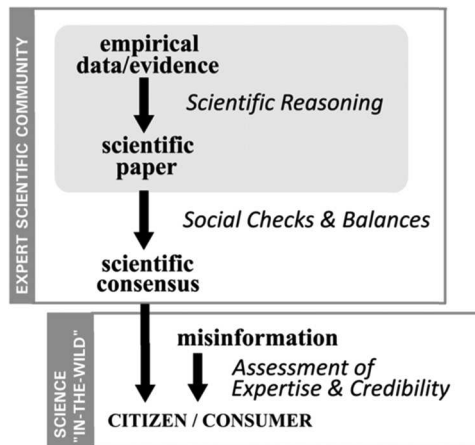 EXPERT SCIENTIFIC COMMUNITY
empirical
data/evidence
Scientific Reasoning
scientific
paper
Social Checks & Balances
scientific
consensus
SCIENCE
"IN-THE-WILD"
misinformation
Assessment of
Expertise & Credibility
CITIZEN / CONSUMER